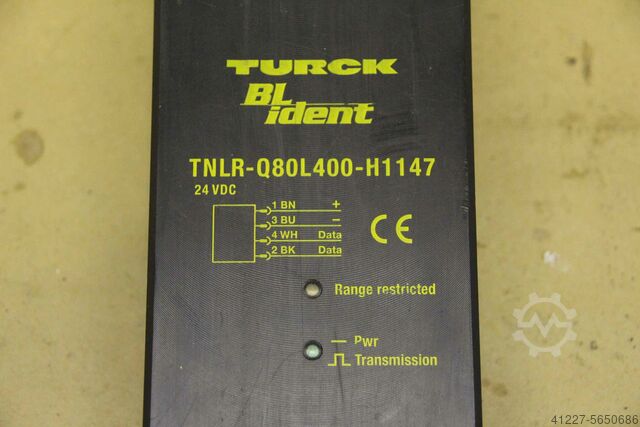 TURCK
BL ident
TNLR-Q80L400-H1147
24 VDC
1 BN +
3 BU −
4 WH Data
2 BK Data
CE
Range restricted
Pwr
Transmission
41227-5650686